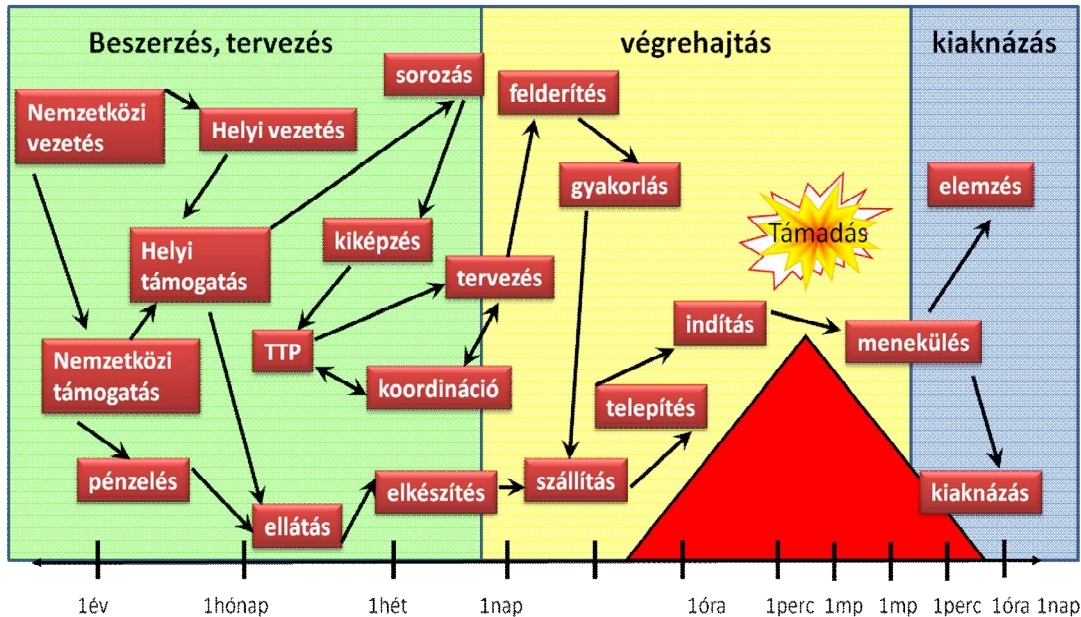 Beszerzés, tervezés
végrehajtás
kiaknázás
sorozás
felderítés
Nemzetközi
vezetés
Helyi vezetés
gyakorlás
elemzés
Támadás
Helyi
támogatás
kiképzés
tervezés
indítás
menekülés
TTP
Nemzetközi
támogatás
koordináció
telepítés
pénzelés
elkészítés
szállítás
kiaknázás
ellátás
1év
1hónap
1hét
1nap
1óra
1perc
1mp
1mp
1perc
1óra
1nap